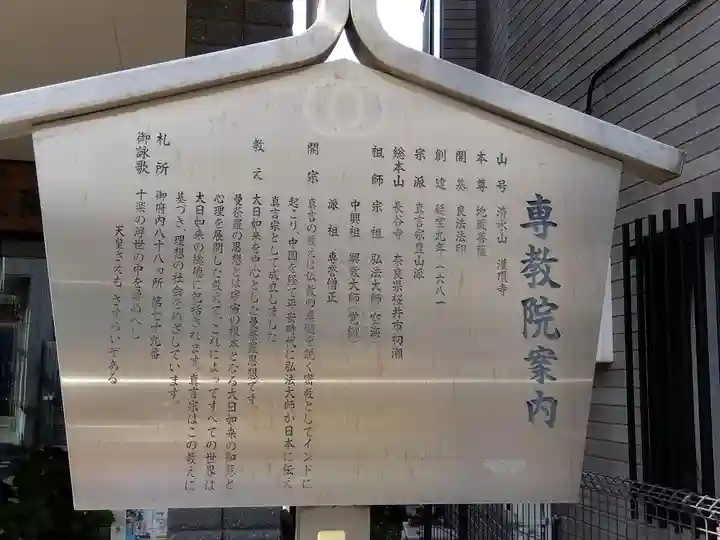 専教院案内
山号 清水山 灌頂寺
本尊 地蔵菩薩
開基 良法法印
創建 延宝九年 一六八一
宗派 真言宗豊山派
総本山 長谷寺 奈良県桜井市初瀬
祖師 宗祖 弘法大師(空海)
中興祖 興教大師(覚鑁)
派祖 専誉僧正
開宗 真言の教えは仏教の真髄を説く密教としてインドに
起こり、中国を経て平安時代に弘法大師が日本に伝え
真言宗として成立しました
教え 大日如来を中心とした曼荼羅思想です。
曼荼羅の思想とは宇宙の根本となる大日如来の智慧と
心理を展開した教えで、これによってすべての世界は
大日如来の総徳に包括されます。真言宗はこの教えに
基づき、理想の社会をめざしています。
札所 御府内八十八ヵ所 第七十九番
御詠歌 十楽の浮世の中を尋ねべし
天皇さえもさすらいぞある